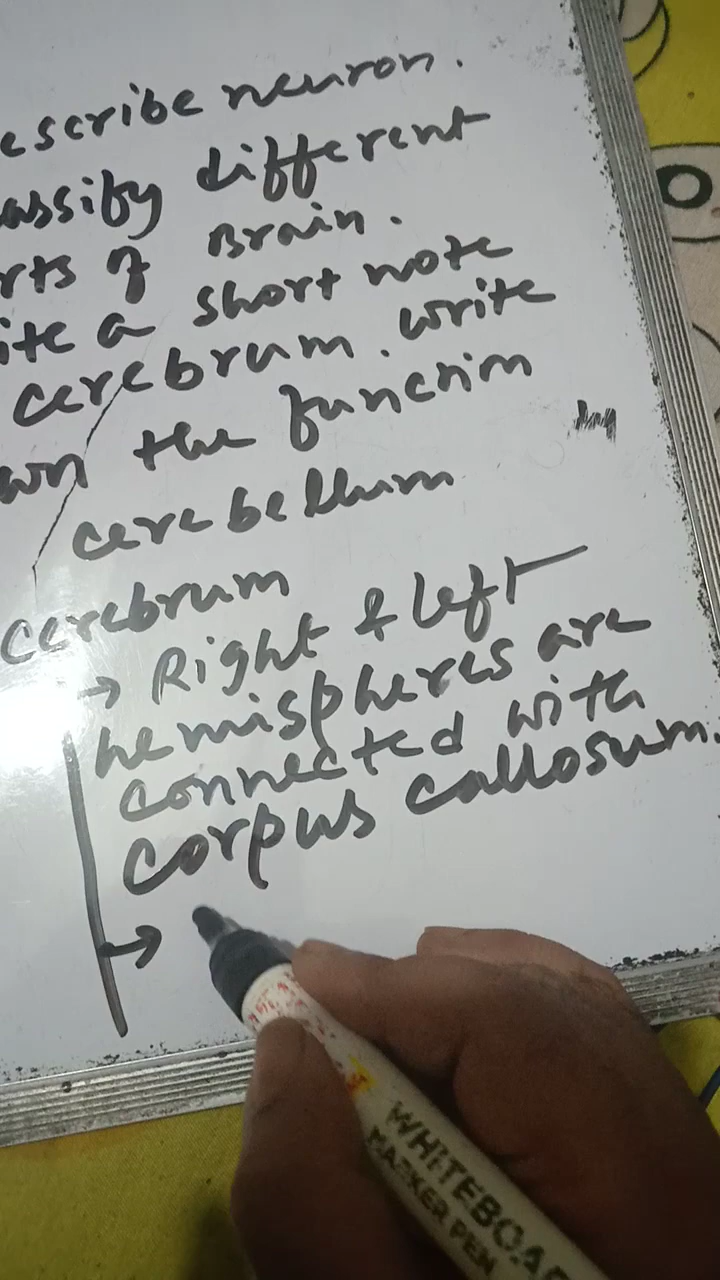 escribe neuron.
assify different
rts of Brain.
ite a short note
cerebrum. write
wn the function
cerebellum
cerebrum
→ Right & left
hemispheres are
connected with
corpus callosum.
→
WHITEBOAR
MARKER PEN